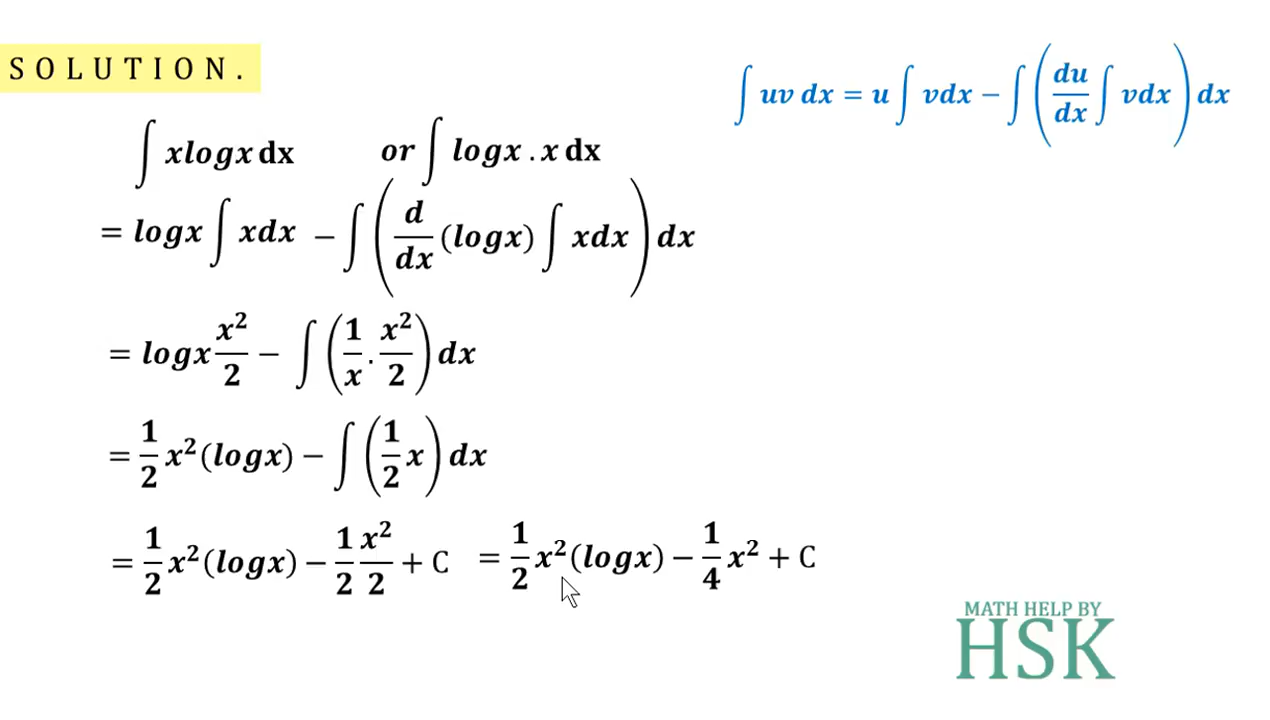 SOLUTION.
∫ uv dx = u ∫ vdx − ∫ (du/dx ∫ vdx) dx
∫ xlogx dx or ∫ logx . x dx
= logx ∫ xdx − ∫ (d/dx (logx) ∫ xdx) dx
= logx x²/2 − ∫ (1/x . x²/2) dx
= 1/2 x² (logx) − ∫ (1/2 x) dx
= 1/2 x² (logx) − 1/2 x²/2 + C = 1/2 x² (logx) − 1/4 x² + C
MATH HELP BY
HSK